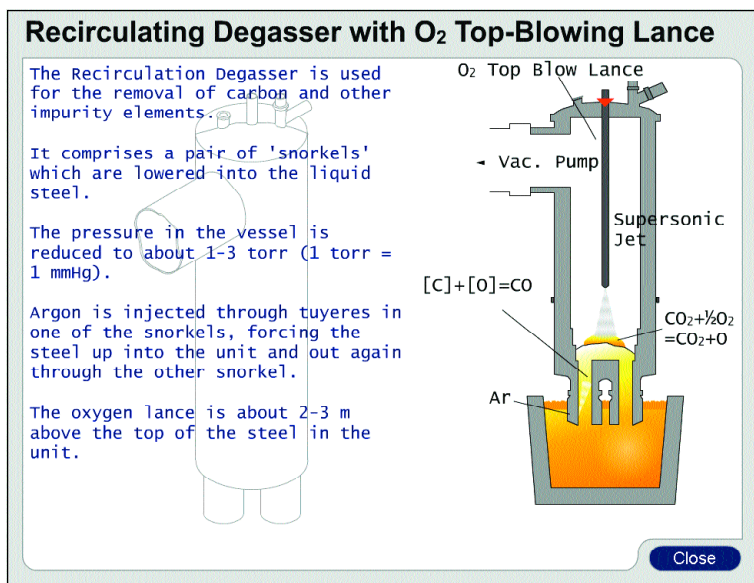 Recirculating Degasser with O₂ Top-Blowing Lance
The Recirculation Degasser is used
for the removal of carbon and other
impurity elements.
It comprises a pair of 'snorkels'
which are lowered into the liquid
steel.
The pressure in the vessel is
reduced to about 1-3 torr (1 torr =
1 mmHg).
Argon is injected through tuyeres in
one of the snorkels, forcing the
steel up into the unit and out again
through the other snorkel.
The oxygen lance is about 2-3 m
above the top of the steel in the
unit.
O₂ Top Blow Lance
◄ Vac. Pump
Supersonic
Jet
[C]+[O]=CO
CO₂+½O₂
=CO₂+O
Ar
Close